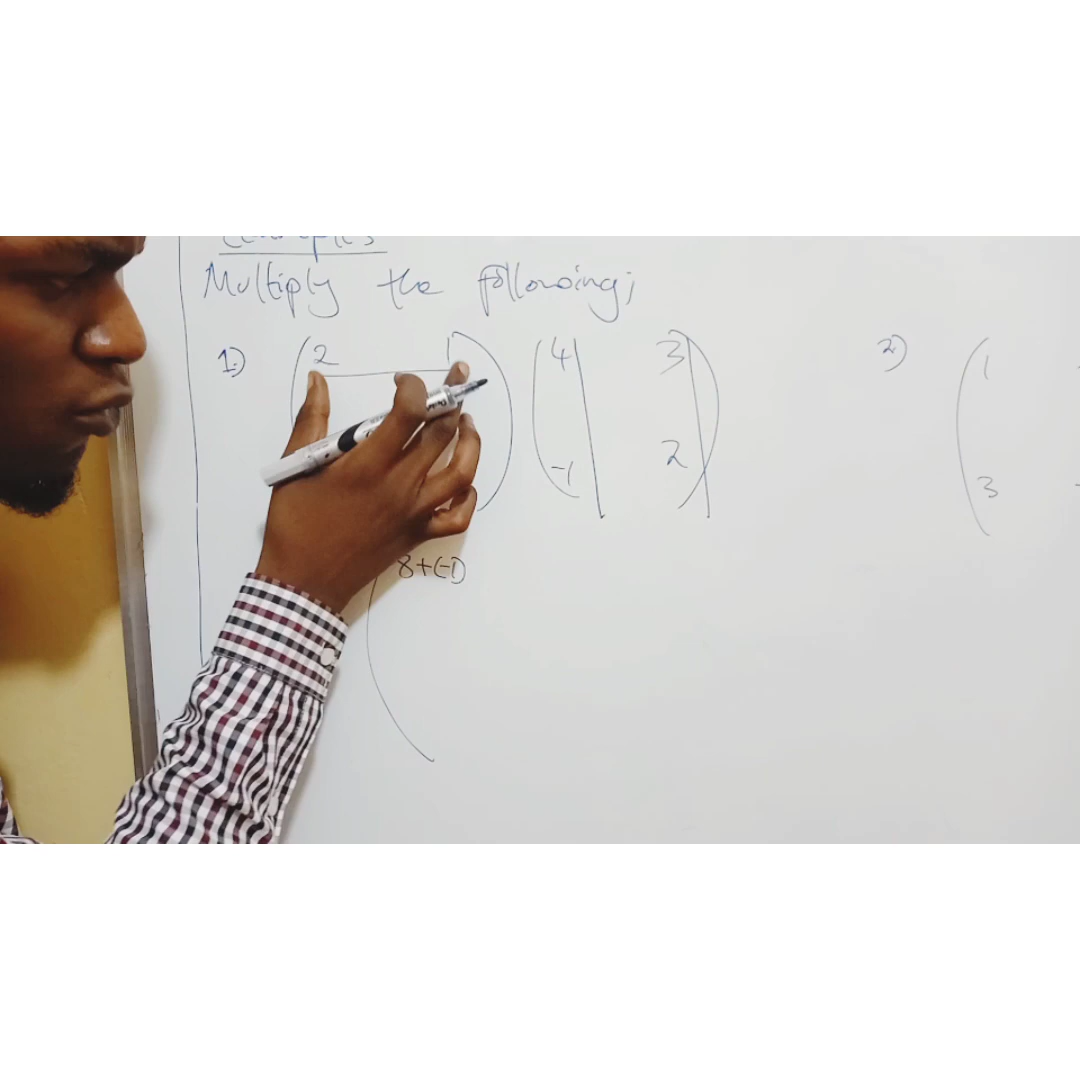 Multiply the following;
1) (2 1) (4 3 2) (1
-1 2) 3
8+(-1)